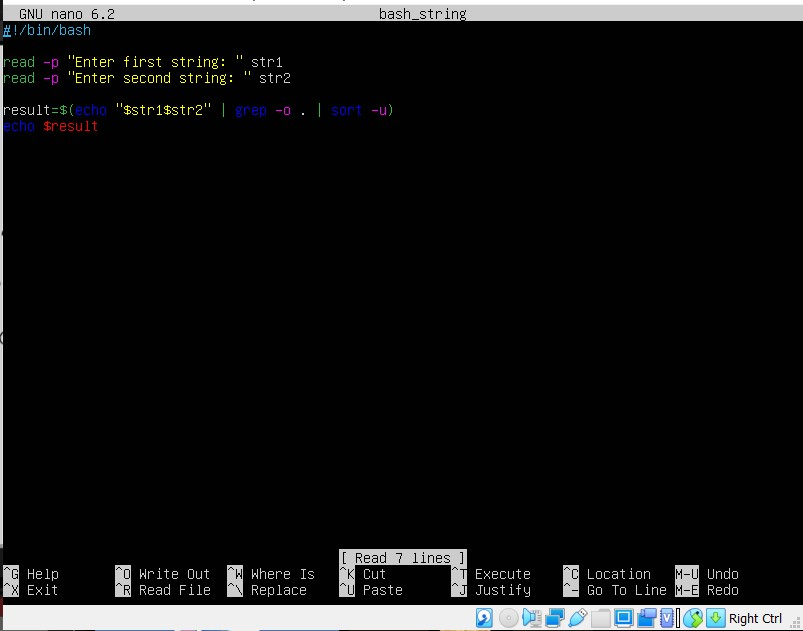 GNU nano 6.2 bash_string
#!/bin/bash
read -p "Enter first string: " str1
read -p "Enter second string: " str2
result=$(echo "$str1$str2" | grep -o . | sort -u)
echo $result
[ Read 7 lines ]
^G Help ^O Write Out ^W Where Is ^K Cut ^T Execute ^C Location M-U Undo
^X Exit ^R Read File ^\ Replace ^U Paste ^J Justify ^_ Go To Line M-E Redo
Right Ctrl